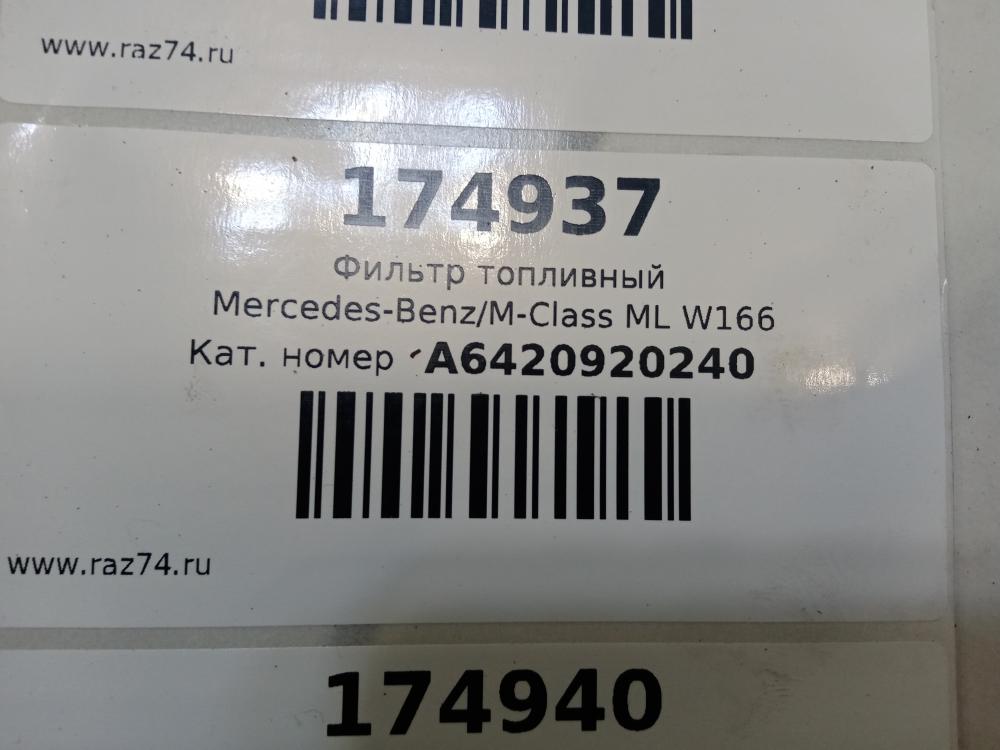 www.raz74.ru
174937
Фильтр топливный
Mercedes-Benz/M-Class ML W166
Кат. номер A6420920240
www.raz74.ru
174940